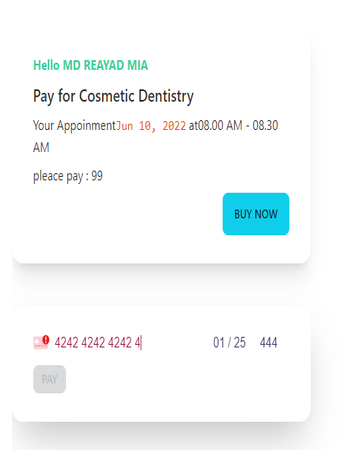 Hello MD REAYAD MIA
Pay for Cosmetic Dentistry
Your AppoinmentJun 10, 2022 at08.00 AM - 08.30
AM
pleace pay : 99
BUY NOW
4242 4242 4242 4 01 / 25 444
PAY